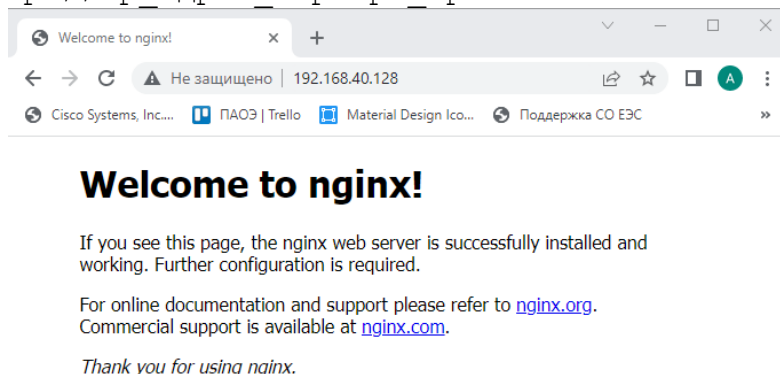 Welcome to nginx!
Не защищено | 192.168.40.128
A
Cisco Systems, Inc.... ПАОЭ | Trello Material Design Ico... Поддержка СО ЕЭС »
Welcome to nginx!
If you see this page, the nginx web server is successfully installed and
working. Further configuration is required.
For online documentation and support please refer to nginx.org.
Commercial support is available at nginx.com.
Thank you for using nginx.